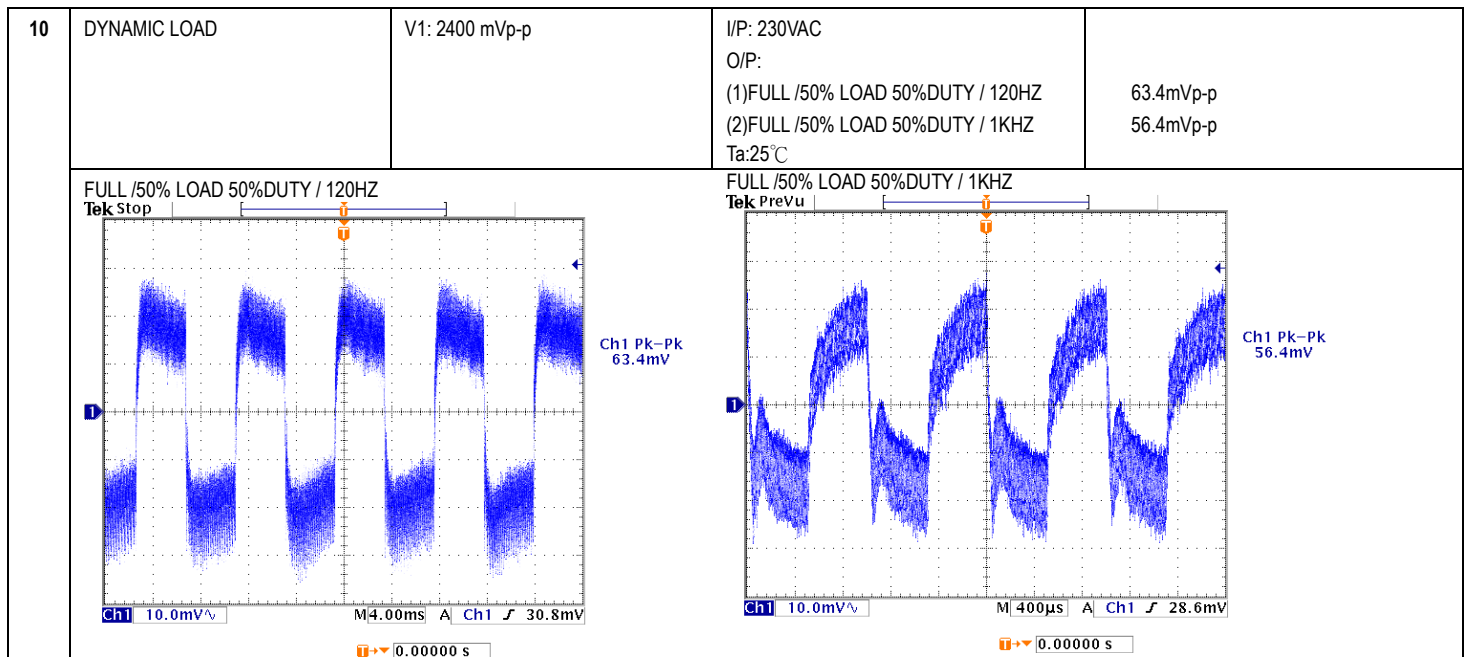 10 DYNAMIC LOAD V1: 2400 mVp-p I/P: 230VAC
O/P:
(1)FULL /50% LOAD 50%DUTY / 120HZ 63.4mVp-p
(2)FULL /50% LOAD 50%DUTY / 1KHZ 56.4mVp-p
Ta:25℃
FULL /50% LOAD 50%DUTY / 120HZ
Tek Stop
T
T
1
Ch1 Pk-Pk
63.4mV
Ch1 10.0mV∿ M4.00ms A Ch1 ƒ 30.8mV
T→▼ 0.00000 s
FULL /50% LOAD 50%DUTY / 1KHZ
Tek PreVu
T
T
1
Ch1 Pk-Pk
56.4mV
Ch1 10.0mV∿ M 400µs A Ch1 ƒ 28.6mV
T→▼ 0.00000 s